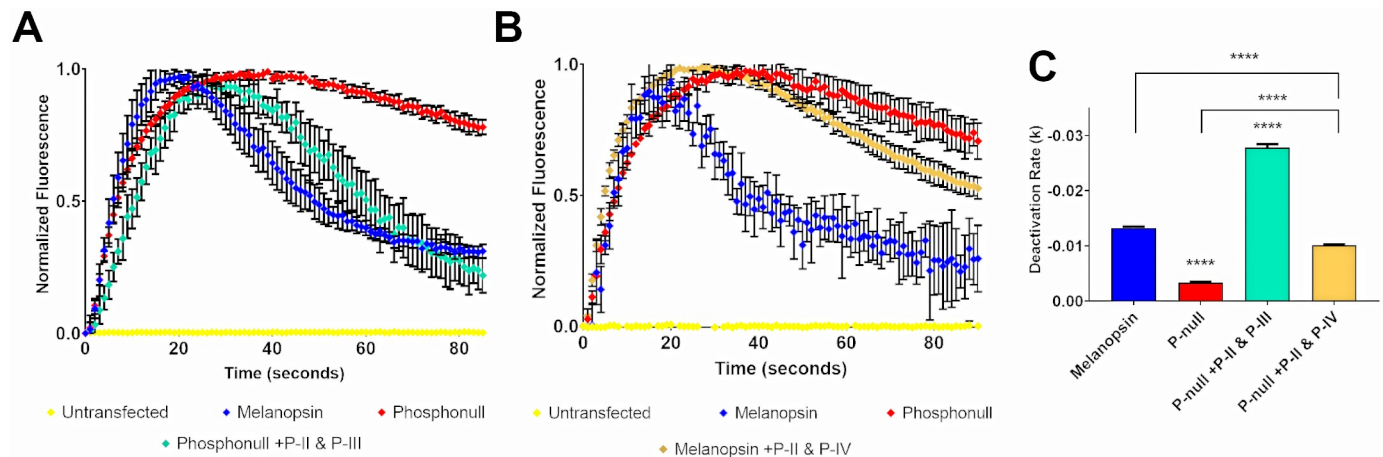 A
Normalized Fluorescence
1.0
0.5
0.0
0
20
40
60
80
Time (seconds)
Untransfected
Melanopsin
Phosphonull
Phosphonull +P-II & P-III
B
Normalized Fluorescence
1.0
0.5
0.0
0
20
40
60
80
Time (seconds)
Untransfected
Melanopsin
Phosphonull
Melanopsin +P-II & P-IV
C
****
****
****
****
Deactivation Rate (k)
-0.03
-0.02
-0.010
0.00
Melanopsin
P-null
P-null +P-II & P-III
P-null +P-II & P-IV